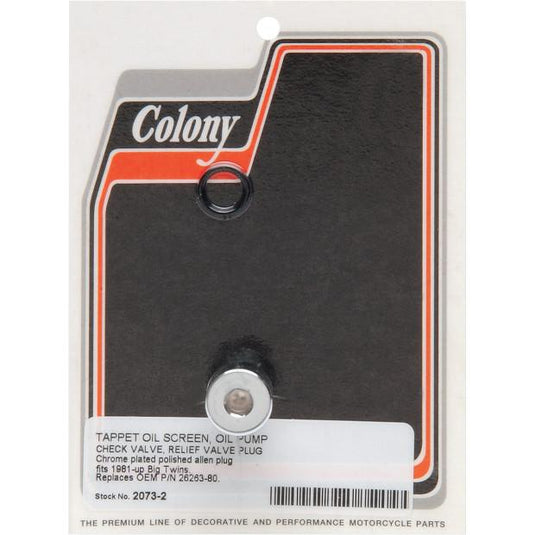 Colony
TAPPET OIL SCREEN, OIL PUMP
CHECK VALVE, RELIEF VALVE PLUG
Chrome plated polished allen plug
fits 1981-up Big Twins.
Replaces OEM P/N 26263-80.
Stock No. 2073-2
THE PREMIUM LINE OF DECORATIVE AND PERFORMANCE MOTORCYCLE PARTS